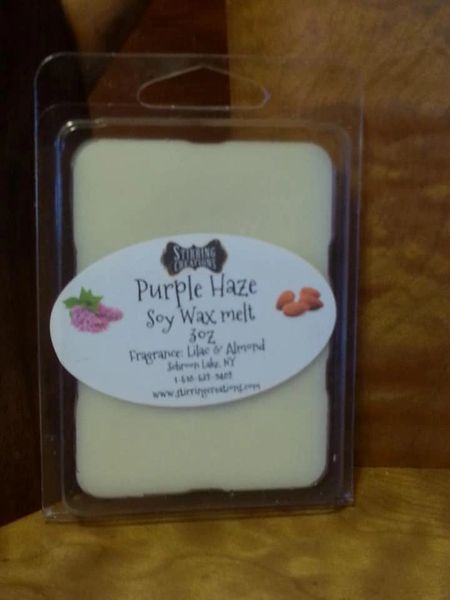 STIRRING
CREATIONS
Purple Haze
Soy Wax melt
3oz
Fragrance: Lilac & Almond
Schroon Lake, NY
www.stirringcreations.com